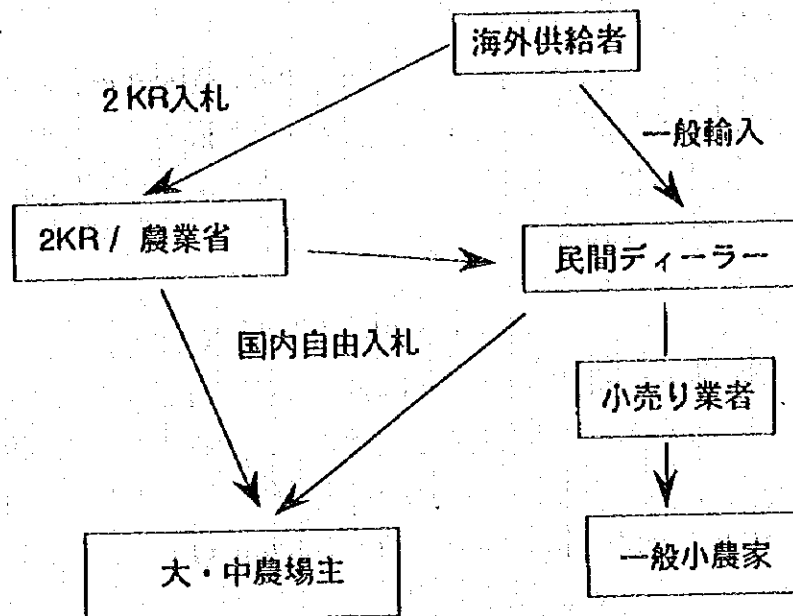 海外供給者
2KR入札
一般輸入
2KR / 農業省
民間ディーラー
国内自由入札
小売り業者
大・中農場主
一般小農家